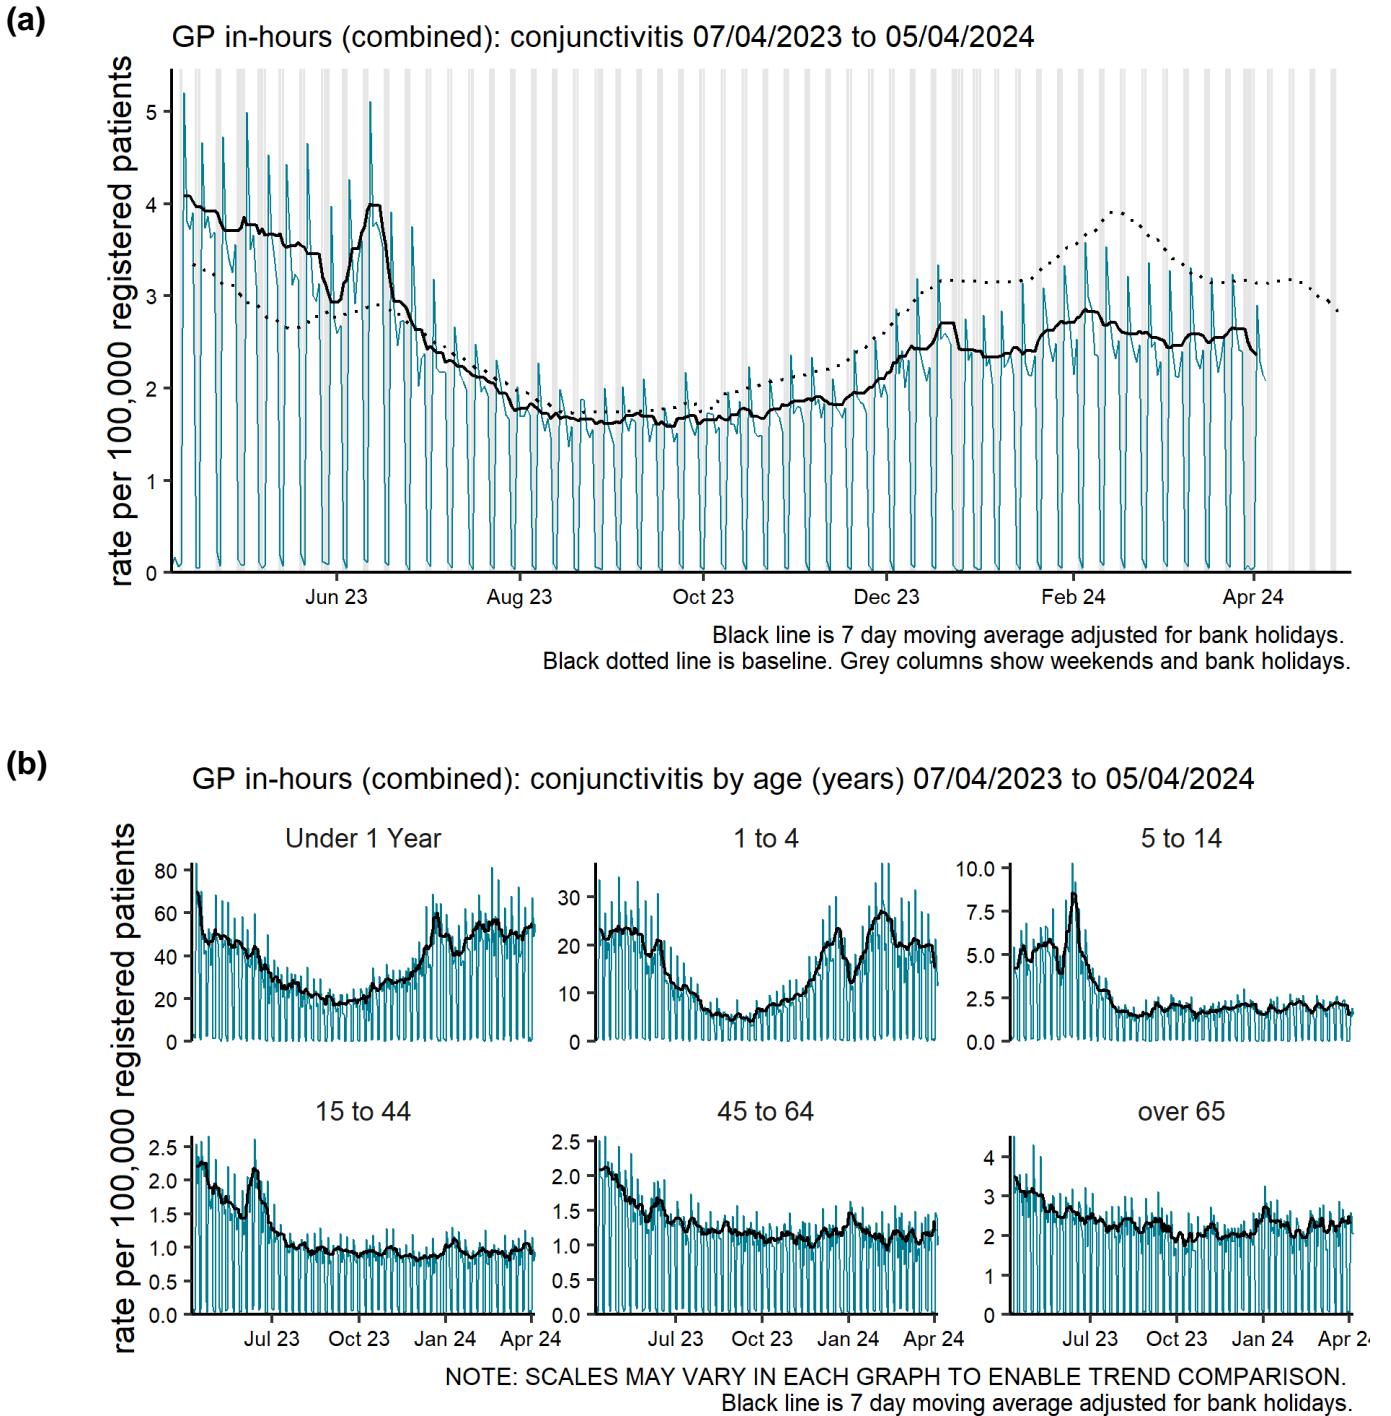 (a)
GP in-hours (combined): conjunctivitis 07/04/2023 to 05/04/2024
rate per 100,000 registered patients
5
4
3
2
1
0
Jun 23 Aug 23 Oct 23 Dec 23 Feb 24 Apr 24
Black line is 7 day moving average adjusted for bank holidays.
Black dotted line is baseline. Grey columns show weekends and bank holidays.
(b)
GP in-hours (combined): conjunctivitis by age (years) 07/04/2023 to 05/04/2024
rate per 100,000 registered patients
Under 1 Year 1 to 4 5 to 14
80
60
40
20
0
30
20
10
0
10.0
7.5
5.0
2.5
0.0
15 to 44 45 to 64 over 65
2.5
2.0
1.5
1.0
0.5
0.0
2.5
2.0
1.5
1.0
0.5
0.0
4
3
2
1
0
Jul 23 Oct 23 Jan 24 Apr 24 Jul 23 Oct 23 Jan 24 Apr 24 Jul 23 Oct 23 Jan 24 Apr
NOTE: SCALES MAY VARY IN EACH GRAPH TO ENABLE TREND COMPARISON.
Black line is 7 day moving average adjusted for bank holidays.